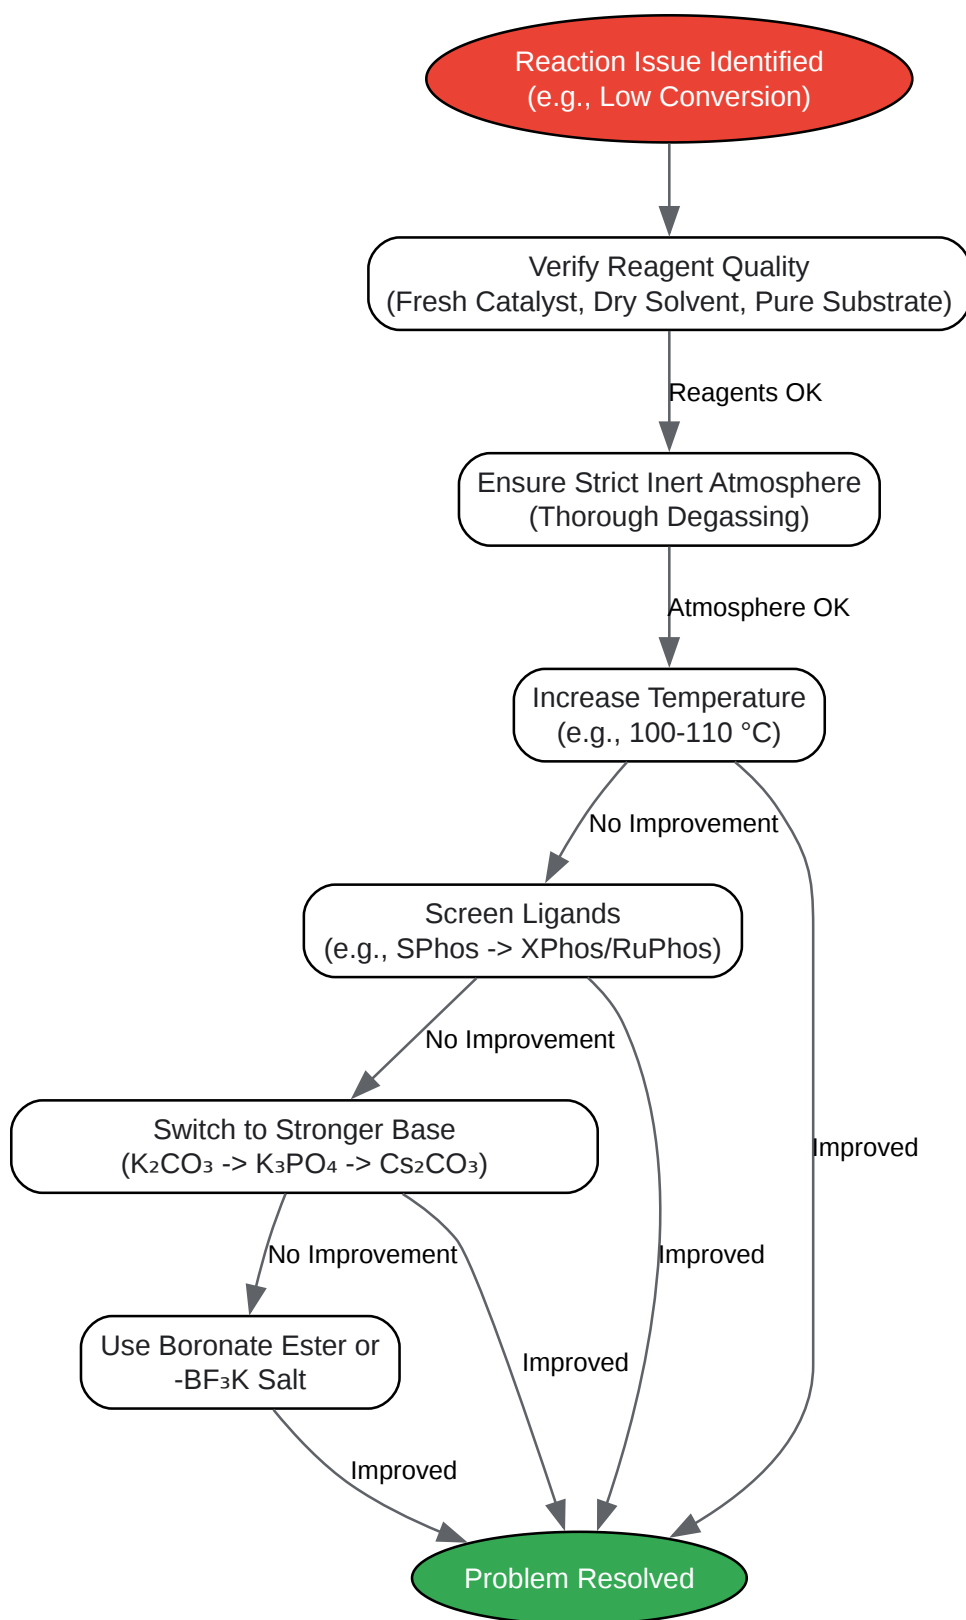 Reaction Issue Identified
(e.g., Low Conversion)
Verify Reagent Quality
(Fresh Catalyst, Dry Solvent, Pure Substrate)
Reagents OK
Ensure Strict Inert Atmosphere
(Thorough Degassing)
Atmosphere OK
Increase Temperature
(e.g., 100-110 °C)
No Improvement
Screen Ligands
(e.g., SPhos -> XPhos/RuPhos)
No Improvement
Switch to Stronger Base
(K₂CO₃ -> K₃PO₄ -> Cs₂CO₃)
Improved
No Improvement
Improved
Use Boronate Ester or
-BF₃K Salt
Improved
Improved
Problem Resolved